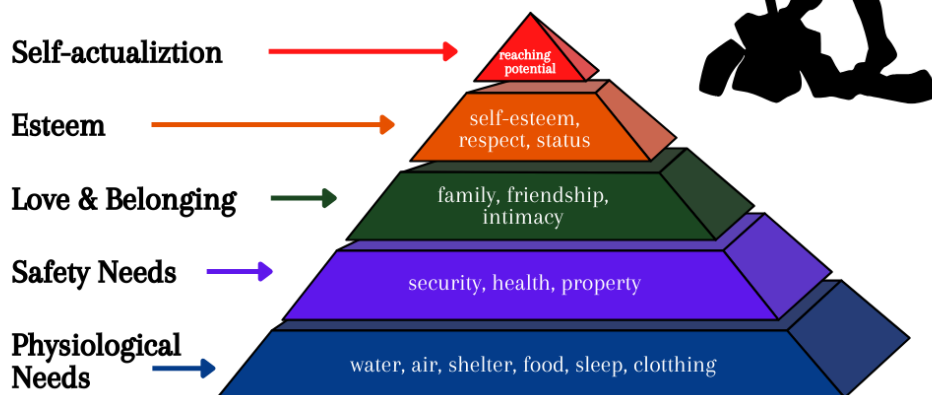 Self-actualiztion
reaching
potential
Esteem
self-esteem,
respect, status
Love & Belonging
family, friendship,
intimacy
Safety Needs
security, health, property
Physiological
Needs
water, air, shelter, food, sleep, clotthing